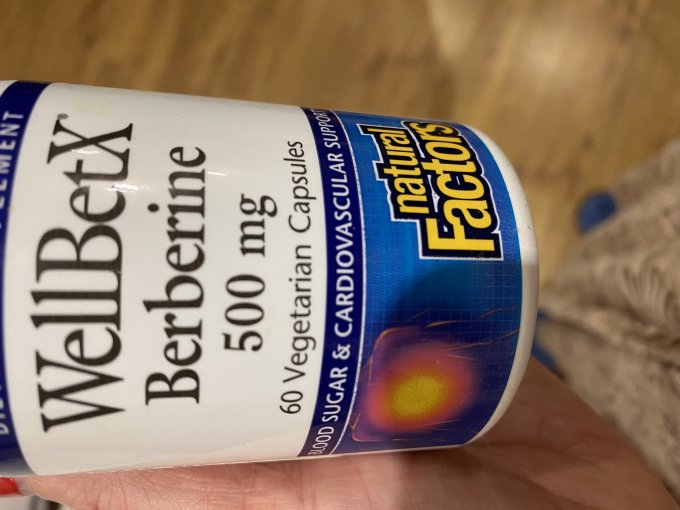 WellBetX®
Berberine
500 mg
60 Vegetarian Capsules
BLOOD SUGAR & CARDIOVASCULAR SUPPORT
natural
Factors